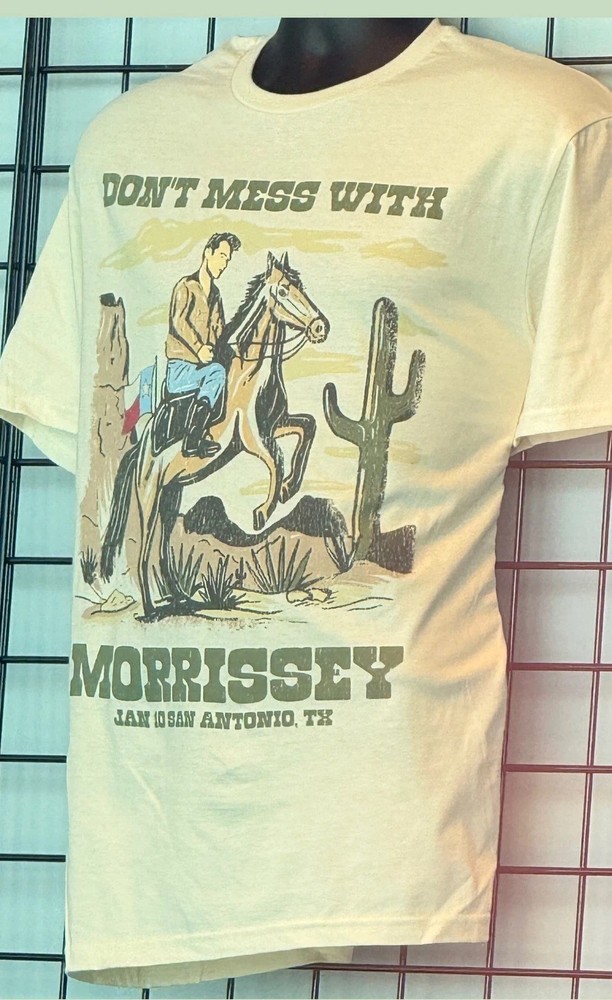 DON'T MESS WITH
MORRISSEY
JAN 10 SAN ANTONIO, TX